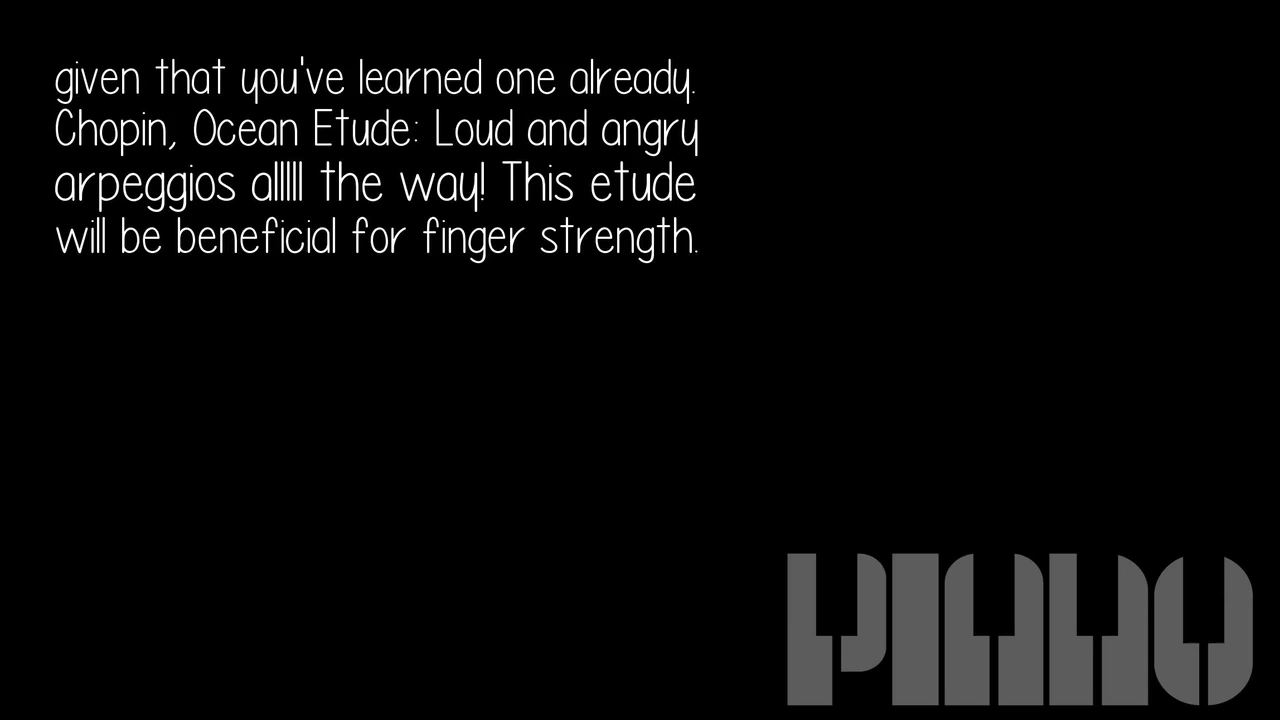 given that you've learned one already.
Chopin, Ocean Etude: Loud and angry
arpeggios alllll the way! This etude
will be beneficial for finger strength.
PIANO